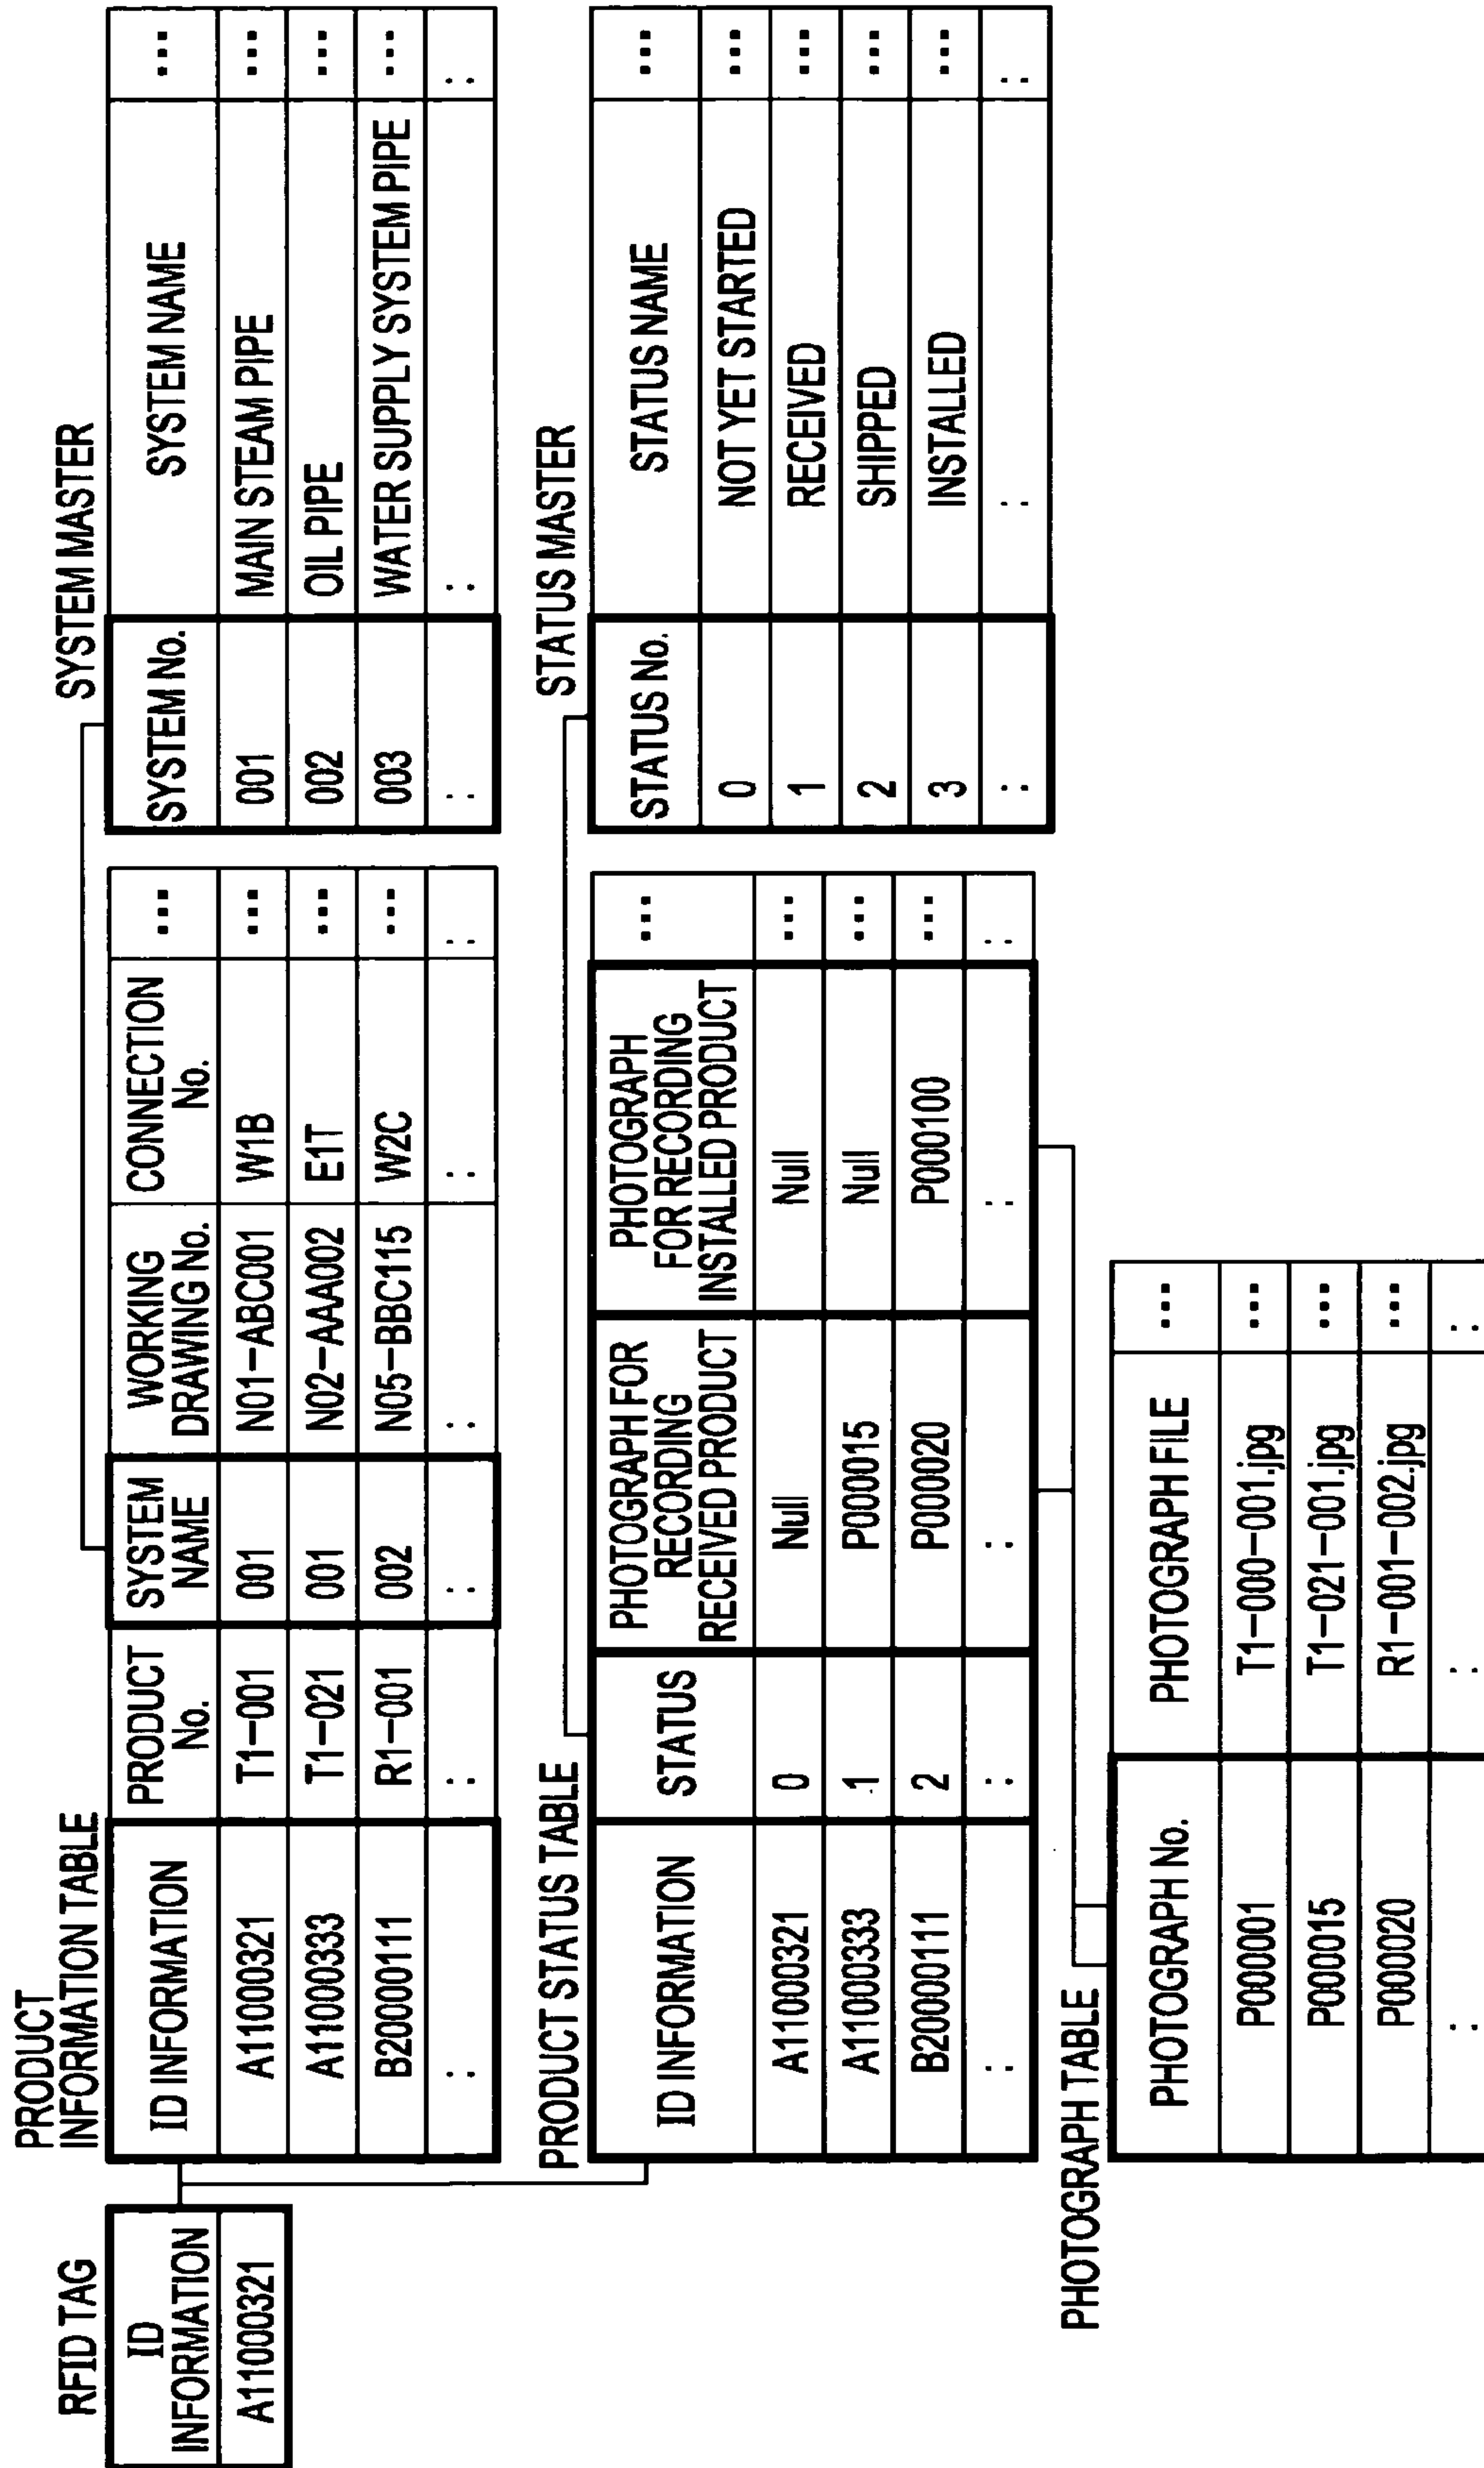 RFID TAG
ID
INFORMATION
A11000321
PRODUCT
INFORMATION TABLE
ID INFORMATION
PRODUCT
No.
SYSTEM
NAME
WORKING
DRAWING No.
CONNECTION
No.
...
A11000321 T1-001 001 N01-ABC001 W1B ...
A11000333 T1-021 001 N02-AAA002 E1T ...
B20000111 R1-001 002 N05-BBC115 W2C ...
: : : : : :
SYSTEM MASTER
SYSTEM No. SYSTEM NAME ...
001 MAIN STEAM PIPE ...
002 OIL PIPE ...
003 WATER SUPPLY SYSTEM PIPE ...
: : :
PRODUCT STATUS TABLE
ID INFORMATION
STATUS
PHOTOGRAPH FOR
RECORDING
RECEIVED PRODUCT
PHOTOGRAPH
FOR RECORDING
INSTALLED PRODUCT
...
A11000321 0 Null Null ...
A11000333 1 P000015 Null ...
B20000111 2 P000020 P000100 ...
: : : : :
STATUS MASTER
STATUS No. STATUS NAME ...
0 NOT YET STARTED ...
1 RECEIVED ...
2 SHIPPED ...
3 INSTALLED ...
: : :
PHOTOGRAPH TABLE
PHOTOGRAPH No. PHOTOGRAPH FILE ...
P000001 T1-000-001.jpg ...
P000015 T1-021-001.jpg ...
P000020 R1-001-002.jpg ...
: : :